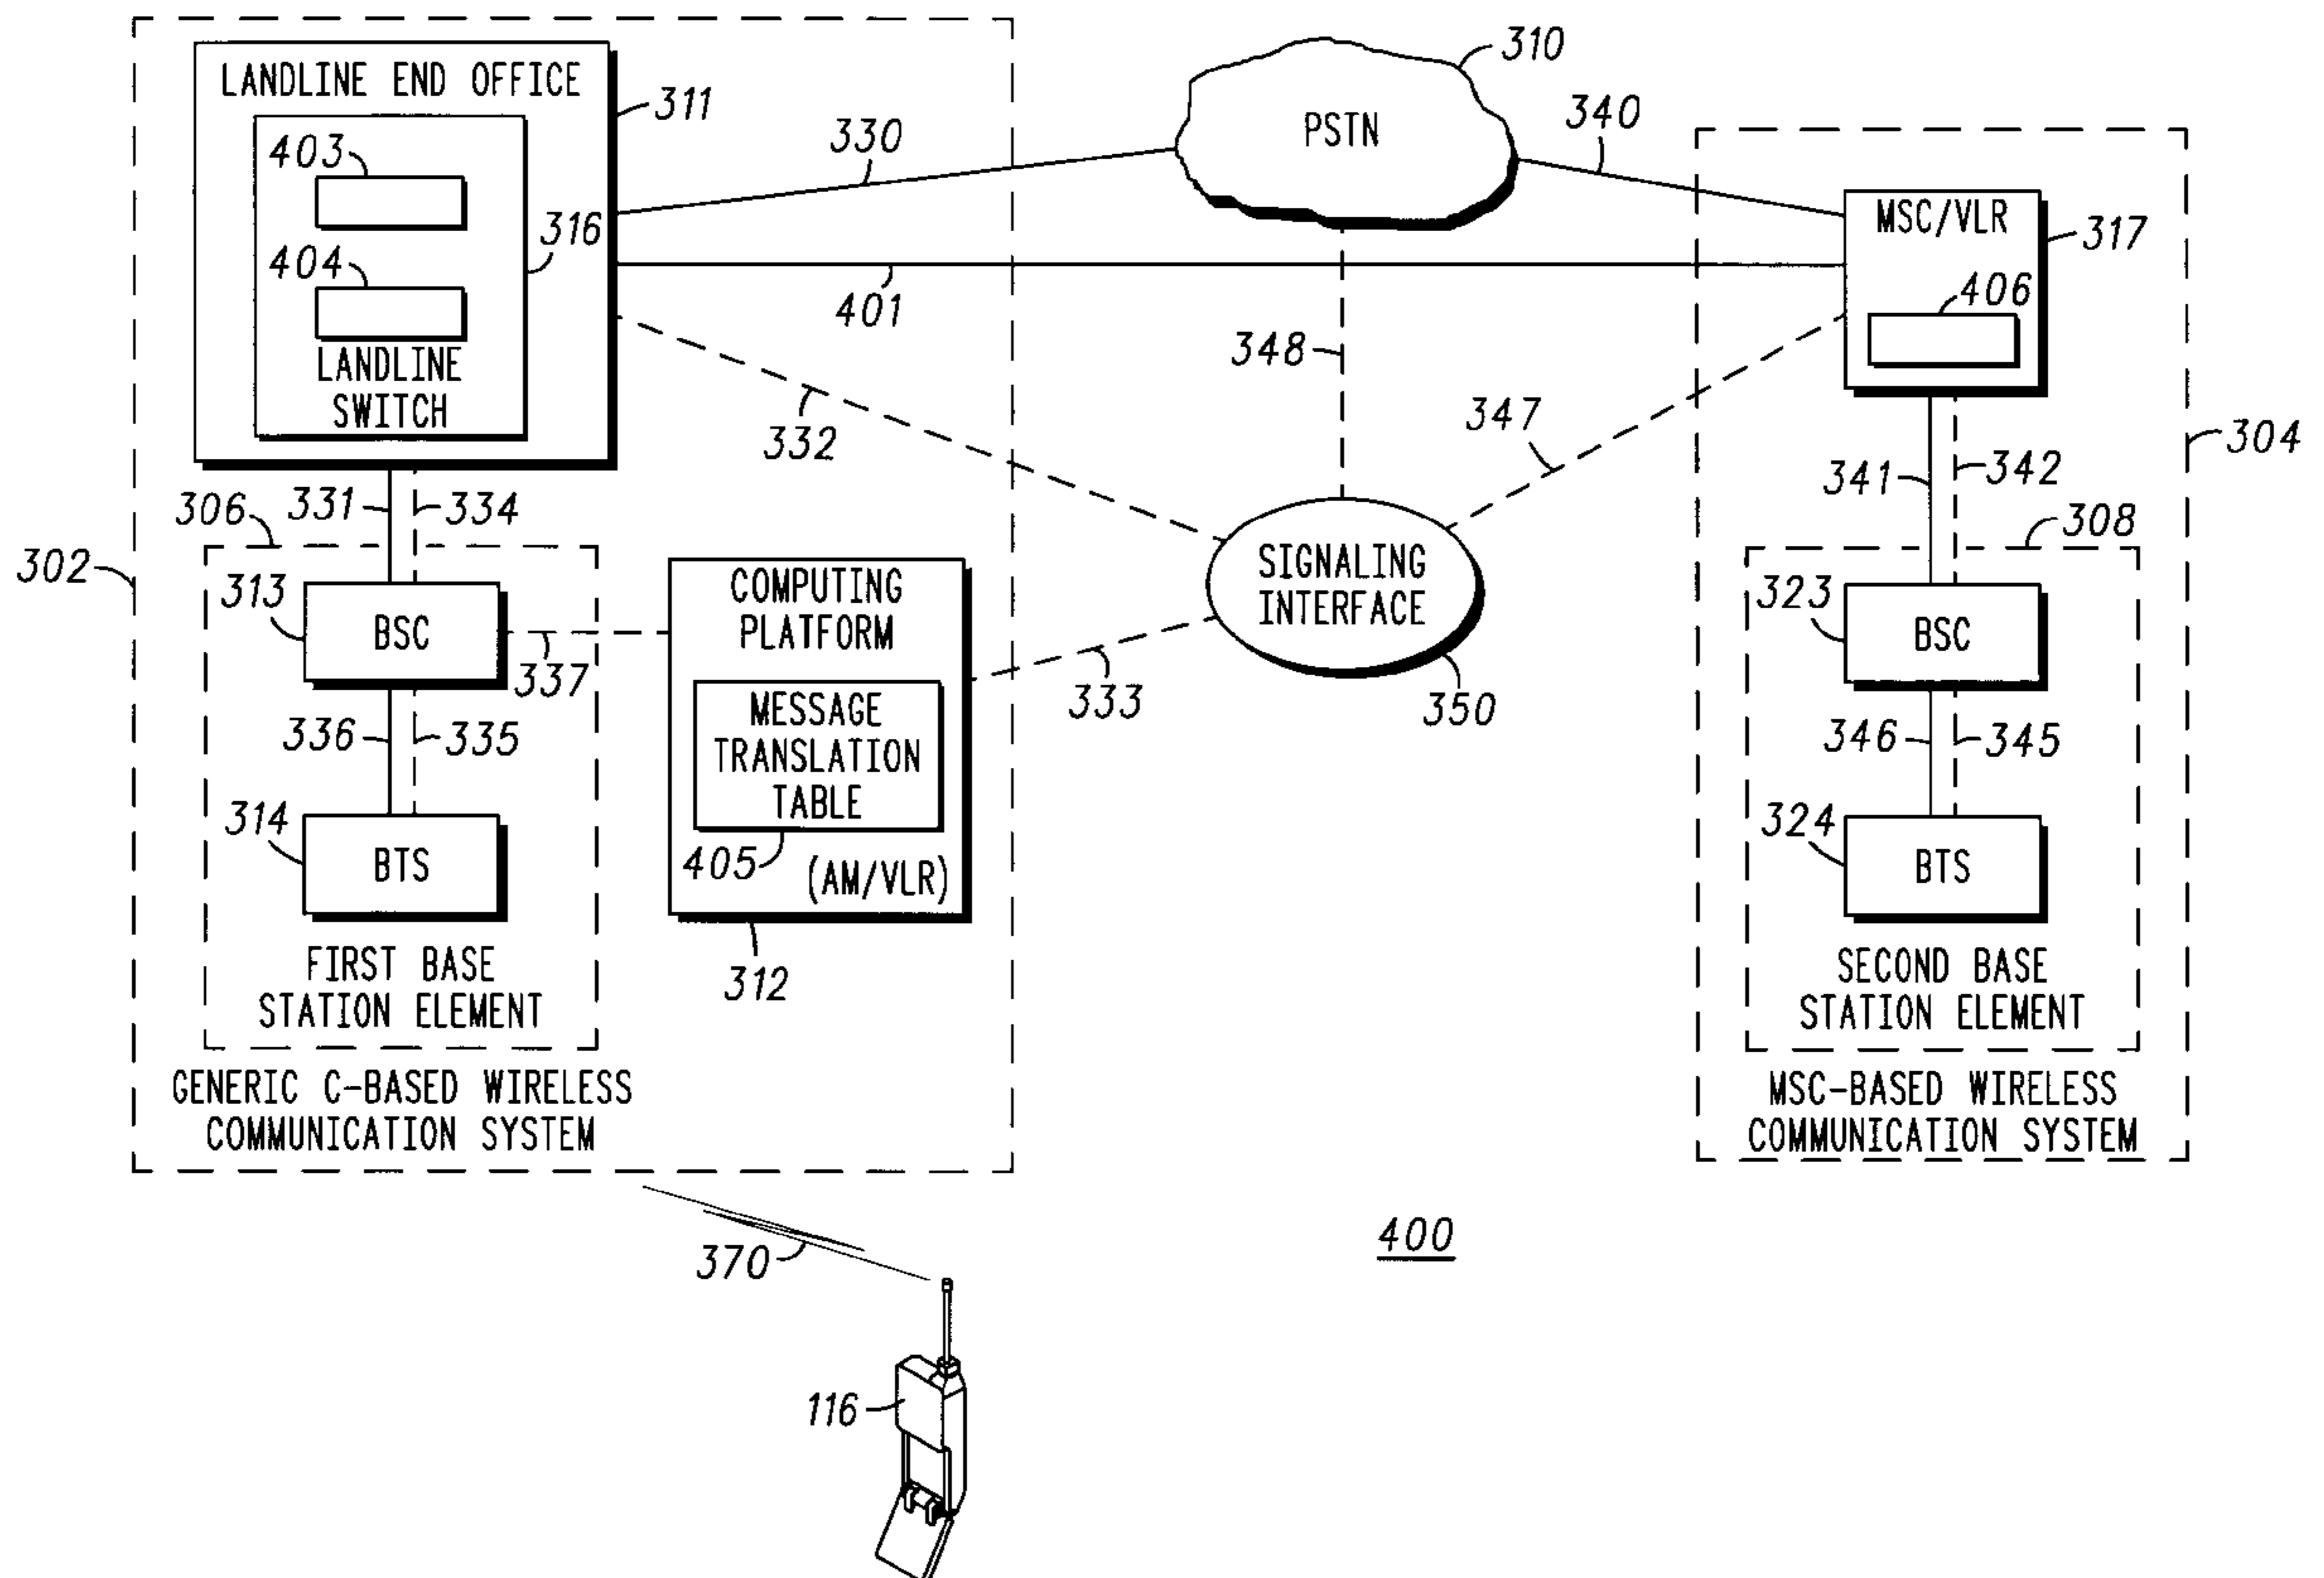 LANDLINE END OFFICE
311
403
404
316
LANDLINE
SWITCH
330
310
PSTN
340
401
MSC/VLR
317
406
348
332
347
304
331
334
306
302
313
BSC
337
336
335
314
BTS
FIRST BASE
STATION ELEMENT
COMPUTING
PLATFORM
MESSAGE
TRANSLATION
TABLE
405
(AM/VLR)
312
333
SIGNALING
INTERFACE
350
341
342
308
323
BSC
346
345
324
BTS
SECOND BASE
STATION ELEMENT
GENERIC C-BASED WIRELESS
COMMUNICATION SYSTEM
MSC-BASED WIRELESS
COMMUNICATION SYSTEM
370
400
116